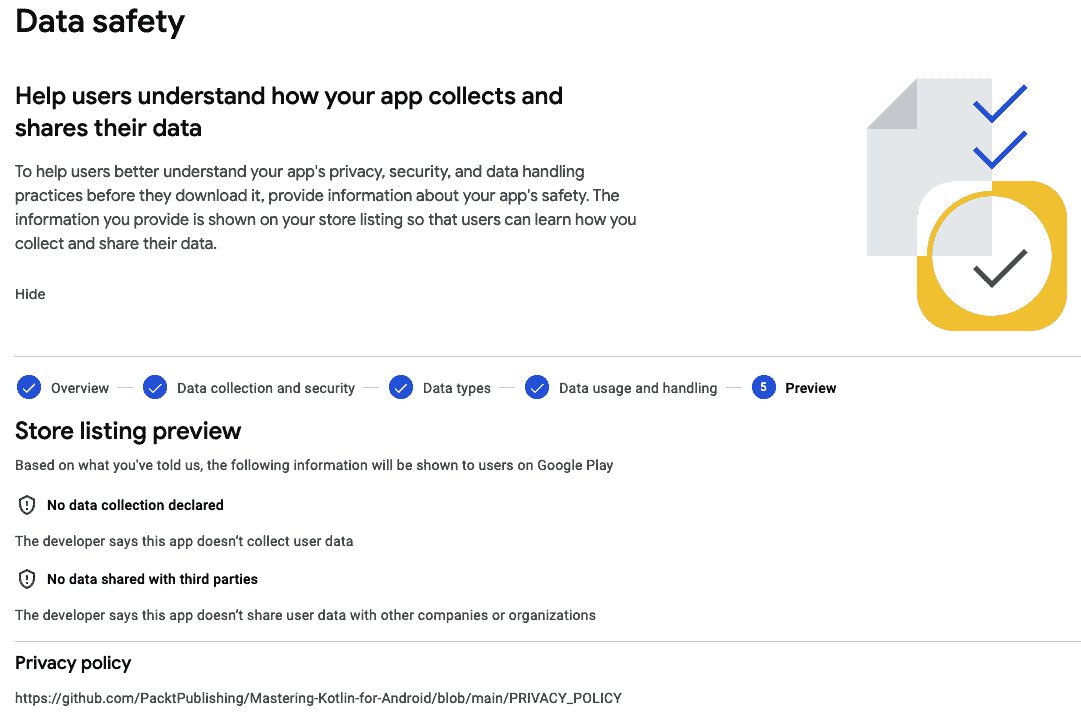 Data safety
Help users understand how your app collects and
shares their data
To help users better understand your app's privacy, security, and data handling
practices before they download it, provide information about your app's safety. The
information you provide is shown on your store listing so that users can learn how you
collect and share their data.
Hide
Overview
Data collection and security
Data types
Data usage and handling
5 Preview
Store listing preview
Based on what you've told us, the following information will be shown to users on Google Play
No data collection declared
The developer says this app doesn't collect user data
No data shared with third parties
The developer says this app doesn't share user data with other companies or organizations
Privacy policy
https://github.com/PacktPublishing/Mastering-Kotlin-for-Android/blob/main/PRIVACY_POLICY